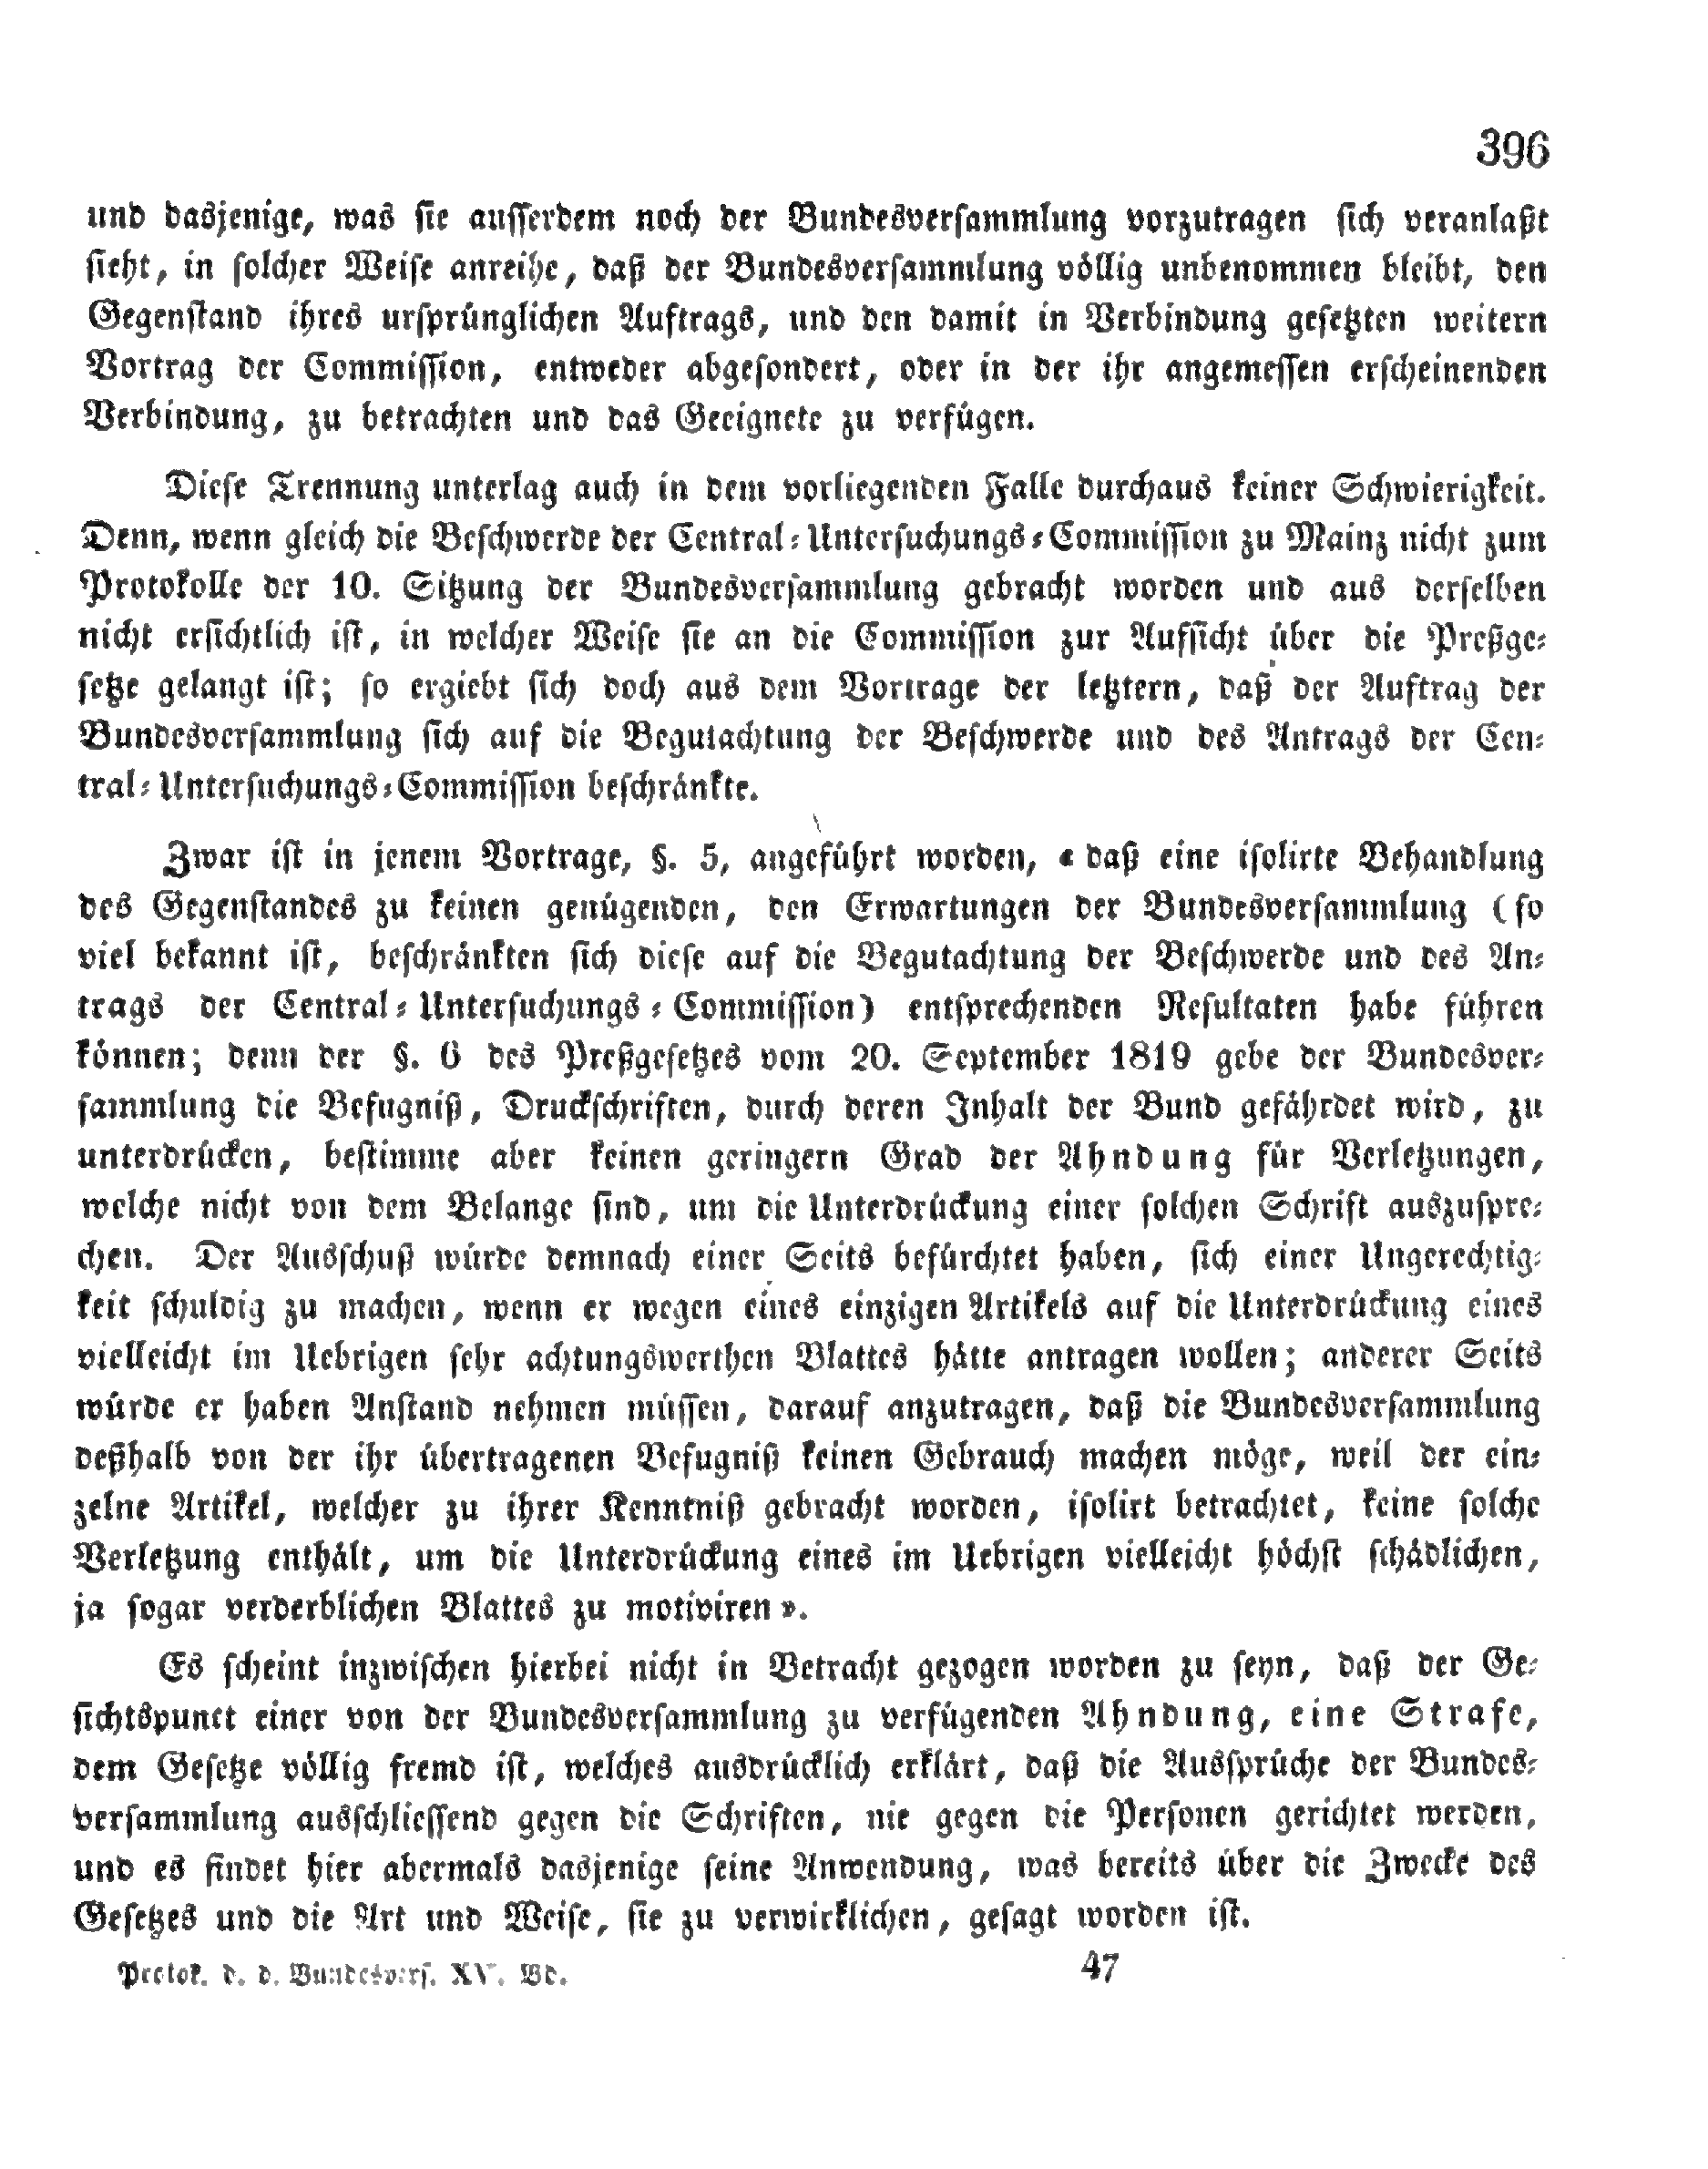 396
und dasjenige, was sie ausserdem noch der Bundesversammlung vorzutragen sich veranlaßt
sieht, in solcher Weise anreihe, daß der Bundesversammlung völlig unbenommen bleibt, den
Gegenstand ihres ursprünglichen Auftrags, und den damit in Verbindung gesetzten weitern
Vortrag der Commission, entweder abgesondert, oder in der ihr angemessen erscheinenden
Verbindung, zu betrachten und das Geeignete zu verfügen.
Diese Trennung unterlag auch in dem vorliegenden Falle durchaus keiner Schwierigkeit.
Denn, wenn gleich die Beschwerde der Central-Untersuchungs-Commission zu Mainz nicht zum
Protokolle der 10. Sitzung der Bundesversammlung gebracht worden und aus derselben
nicht ersichtlich ist, in welcher Weise sie an die Commission zur Aufsicht über die Preßge-
setze gelangt ist; so ergiebt sich doch aus dem Vortrage der letztern, daß der Auftrag der
Bundesversammlung sich auf die Begutachtung der Beschwerde und des Antrags der Cen-
tral-Untersuchungs-Commission beschränkte.
Zwar ist in jenem Vortrage, §. 5, angeführt worden, « daß eine isolirte Behandlung
des Gegenstandes zu keinen genügenden, den Erwartungen der Bundesversammlung (so
viel bekannt ist, beschränkten sich diese auf die Begutachtung der Beschwerde und des An-
trags der Central-Untersuchungs-Commission) entsprechenden Resultaten habe führen
können; denn der §. 6 des Preßgesetzes vom 20. September 1819 gebe der Bundesver-
sammlung die Befugniß, Druckschriften, durch deren Inhalt der Bund gefährdet wird, zu
unterdrücken, bestimme aber keinen geringern Grad der Ahndung für Verletzungen,
welche nicht von dem Belange sind, um die Unterdrückung einer solchen Schrift auszuspre-
chen. Der Ausschuß würde demnach einer Seits befürchtet haben, sich einer Ungerechtig-
keit schuldig zu machen, wenn er wegen eines einzigen Artikels auf die Unterdrückung eines
vielleicht im Uebrigen sehr achtungswerthen Blattes hätte antragen wollen; anderer Seits
würde er haben Anstand nehmen müssen, darauf anzutragen, daß die Bundesversammlung
deßhalb von der ihr übertragenen Befugniß keinen Gebrauch machen möge, weil der ein-
zelne Artikel, welcher zu ihrer Kenntniß gebracht worden, isolirt betrachtet, keine solche
Verletzung enthält, um die Unterdrückung eines im Uebrigen vielleicht höchst schädlichen,
ja sogar verderblichen Blattes zu motiviren ».
Es scheint inzwischen hierbei nicht in Betracht gezogen worden zu seyn, daß der Ge-
sichtspunct einer von der Bundesversammlung zu verfügenden Ahndung, eine Strafe,
dem Gesetze völlig fremd ist, welches ausdrücklich erklärt, daß die Aussprüche der Bundes-
versammlung ausschliessend gegen die Schriften, nie gegen die Personen gerichtet werden,
und es findet hier abermals dasjenige seine Anwendung, was bereits über die Zwecke des
Gesetzes und die Art und Weise, sie zu verwirklichen, gesagt worden ist.
Protok. d. d. Bundesvers. XV. Bd. 47